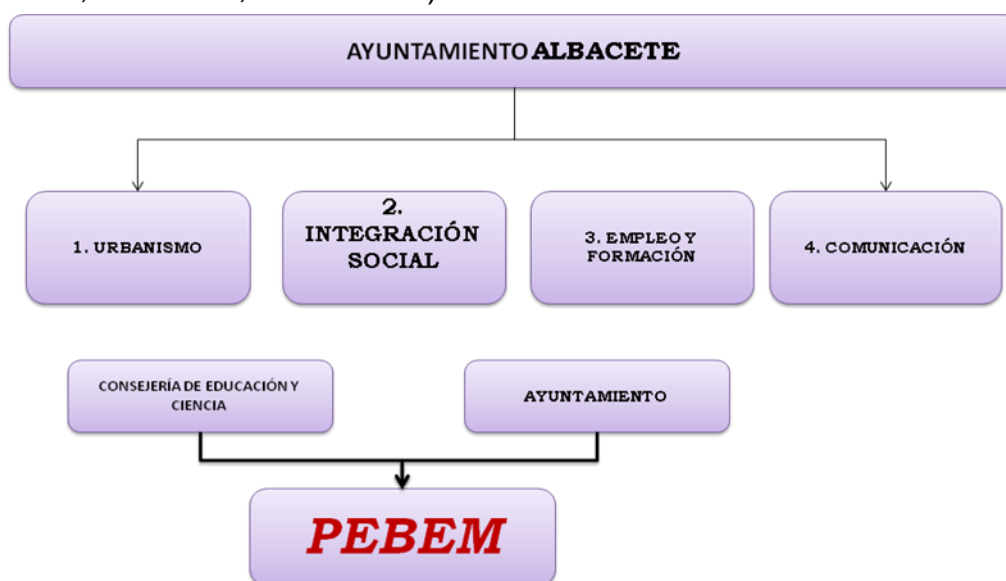 AYUNTAMIENTO ALBACETE
1. URBANISMO
2.
INTEGRACIÓN
SOCIAL
3. EMPLEO Y
FORMACIÓN
4. COMUNICACIÓN
CONSEJERÍA DE EDUCACIÓN Y
CIENCIA
AYUNTAMIENTO
PEBEM